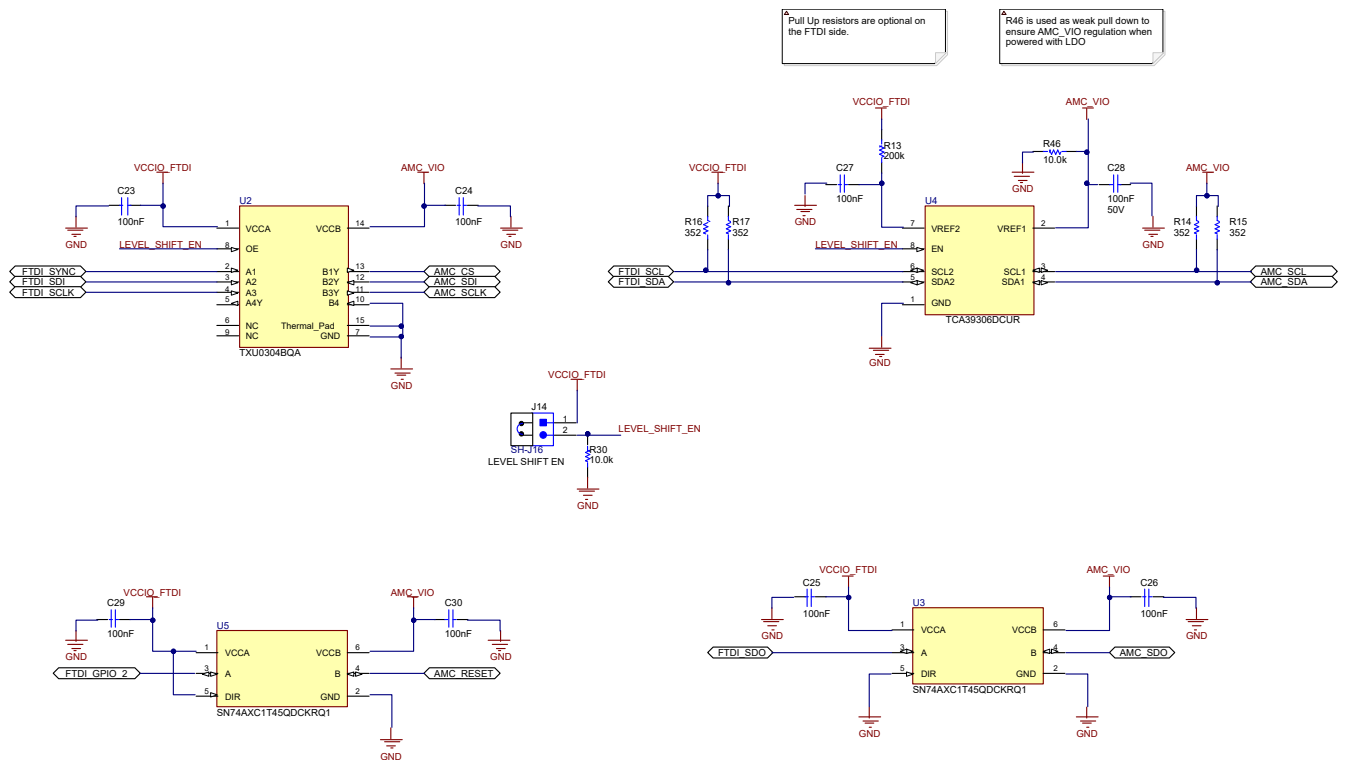 Pull Up resistors are optional on
the FTDI side.
R46 is used as weak pull down to
ensure AMC_VIO regulation when
powered with LDO
VCCIO_FTDI
C23
100nF
GND
AMC_VIO
C24
100nF
GND
U2
1 VCCA VCCB 14
LEVEL_SHIFT_EN 8 OE
FTDI_SYNC 2 A1 B1Y 13 AMC_CS
FTDI_SDI 3 A2 B2Y 12 AMC_SDI
FTDI_SCLK 4 A3 B3Y 11 AMC_SCLK
5 A4Y B4 10
6 NC Thermal_Pad 15
9 NC GND 7
TXU0304BQA
GND
VCCIO_FTDI
R16
352
R17
352
VCCIO_FTDI
R13
200k
C27
100nF
GND
AMC_VIO
R46
10.0k
GND
C28
100nF
50V
GND
AMC_VIO
R14
352
R15
352
U4
7 VREF2 VREF1 2
LEVEL_SHIFT_EN 8 EN
FTDI_SCL 6 SCL2 SCL1 3 AMC_SCL
FTDI_SDA 5 SDA2 SDA1 4 AMC_SDA
1 GND
TCA39306DCUR
GND
VCCIO_FTDI
J14
1
2
LEVEL_SHIFT_EN
SH-J16
LEVEL SHIFT EN
R30
10.0k
GND
VCCIO_FTDI
C29
100nF
GND
AMC_VIO
C30
100nF
GND
U5
1 VCCA VCCB 6
FTDI_GPIO_2 3 A B 4 AMC_RESET
5 DIR GND 2
SN74AXC1T45QDCKRQ1
GND
VCCIO_FTDI
C25
100nF
GND
AMC_VIO
C26
100nF
GND
U3
1 VCCA VCCB 6
FTDI_SDO 3 A B 4 AMC_SDO
5 DIR GND 2
SN74AXC1T45QDCKRQ1
GND
GND